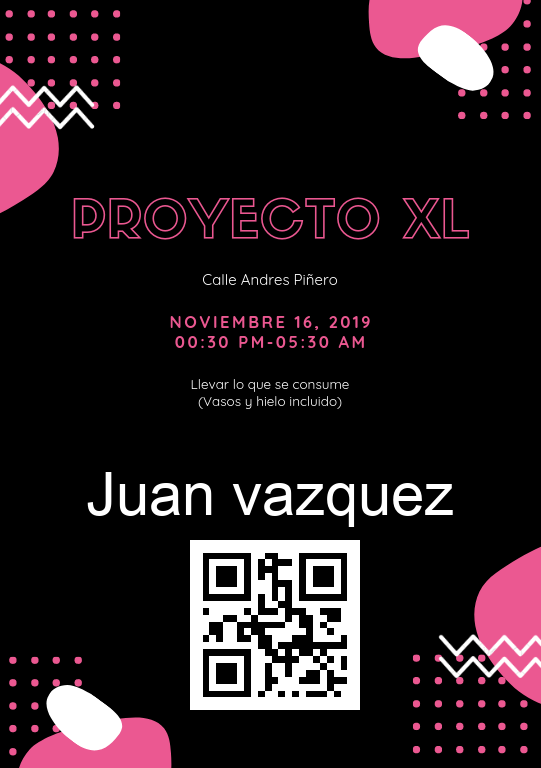 PROYECTO XL
Calle Andres Piñero
NOVIEMBRE 16, 2019
00:30 PM-05:30 AM
Llevar lo que se consume
(Vasos y hielo incluido)
Juan vazquez